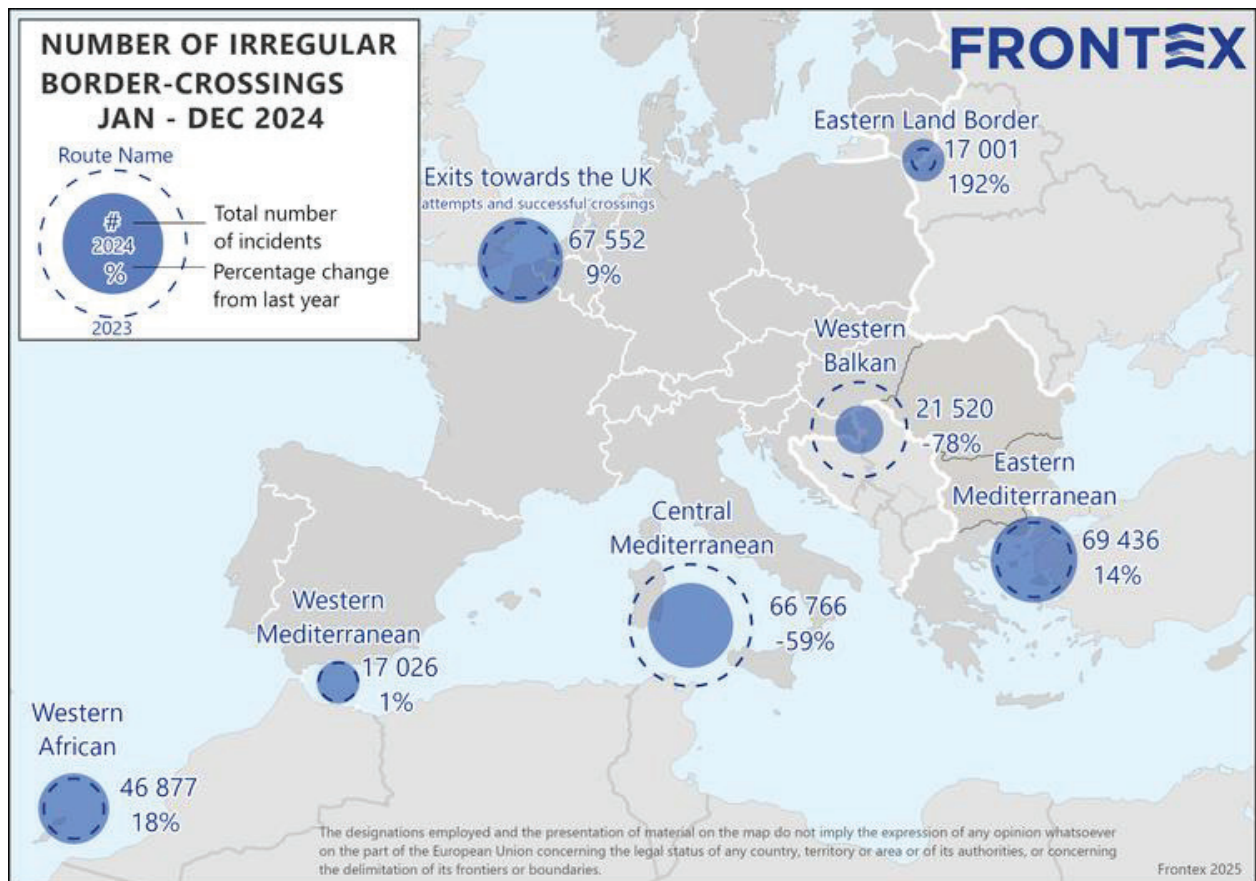 NUMBER OF IRREGULAR
BORDER-CROSSINGS
JAN - DEC 2024
Route Name
#
2024
%
Total number
of incidents
Percentage change
from last year
2023
FRONTEX
Eastern Land Border
17 001
192%
Exits towards the UK
attempts and successful crossings
67 552
9%
Western
Balkan
21 520
-78%
Eastern
Mediterranean
69 436
14%
Central
Mediterranean
66 766
-59%
Western
Mediterranean
17 026
1%
Western
African
46 877
18%
The designations employed and the presentation of material on the map do not imply the expression of any opinion whatsoever
on the part of the European Union concerning the legal status of any country, territory or area or of its authorities, or concerning
the delimitation of its frontiers or boundaries.
Frontex 2025